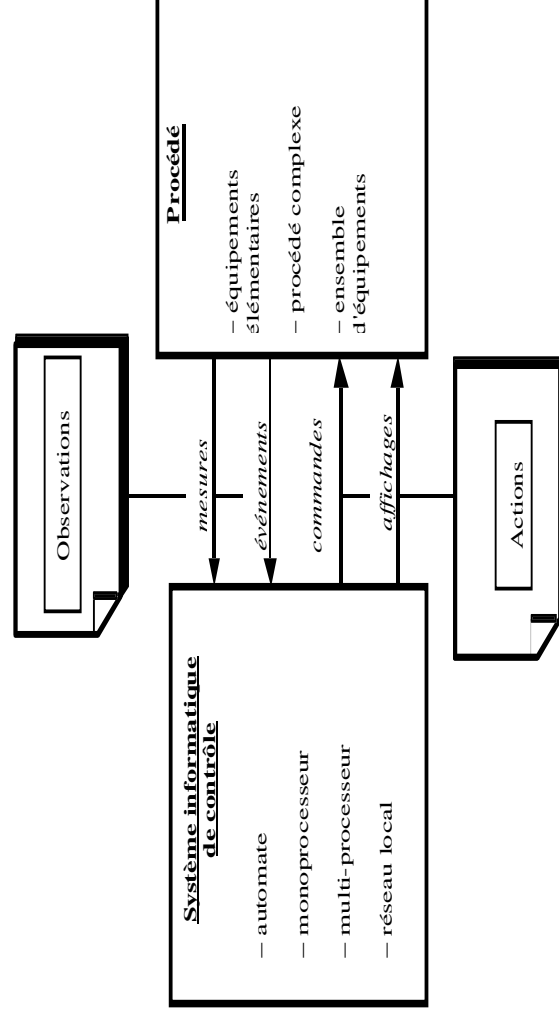 Observations
Système informatique
de contrôle
– automate
– monoprocesseur
– multi-processeur
– réseau local
mesures
événements
commandes
affichages
Procédé
– équipements
élémentaires
– procédé complexe
– ensemble
d'équipements
Actions